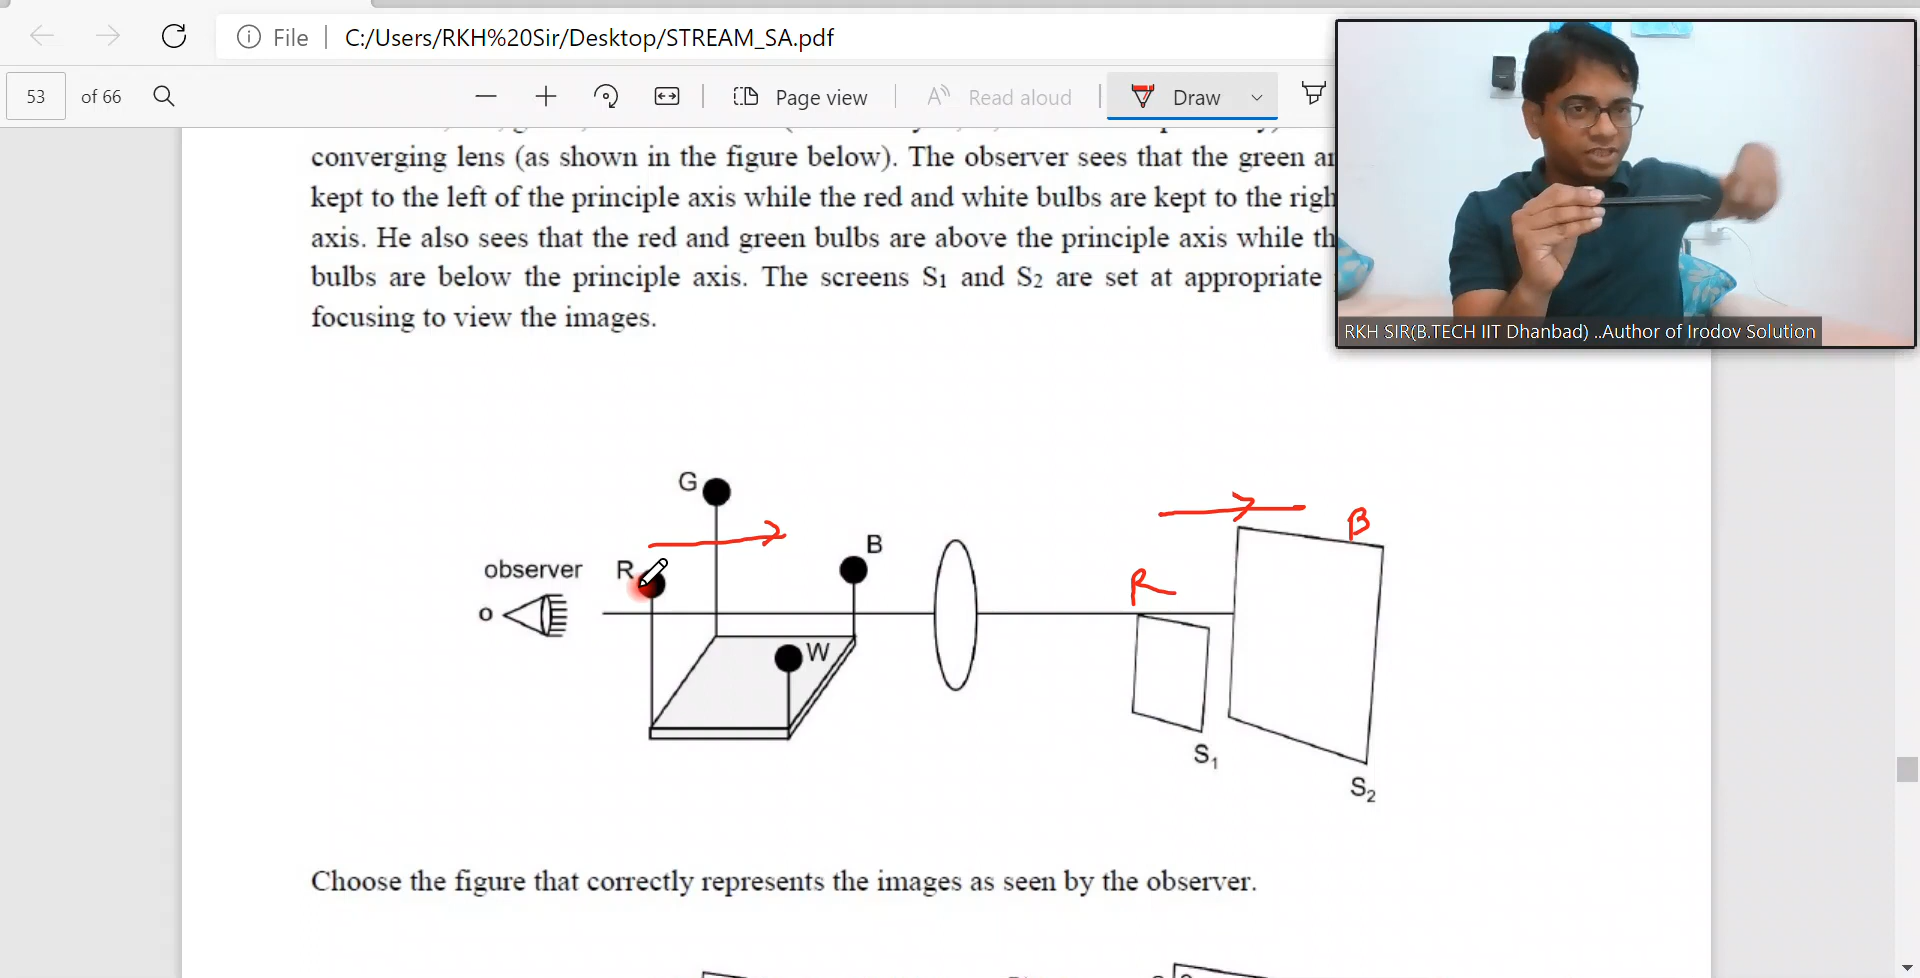 File | C:/Users/RKH%20Sir/Desktop/STREAM_SA.pdf
53 of 66 Page view Read aloud Draw
converging lens (as shown in the figure below). The observer sees that the green
kept to the left of the principle axis while the red and white bulbs are kept to the
axis. He also sees that the red and green bulbs are above the principle axis while
bulbs are below the principle axis. The screens S1 and S2 are set at appropriate
focusing to view the images.
RKH SIR(B.TECH IIT Dhanbad) ..Author of Irodov Solution
G
B
B
observer
R
R
o
W
S1
S2
Choose the figure that correctly represents the images as seen by the observer.